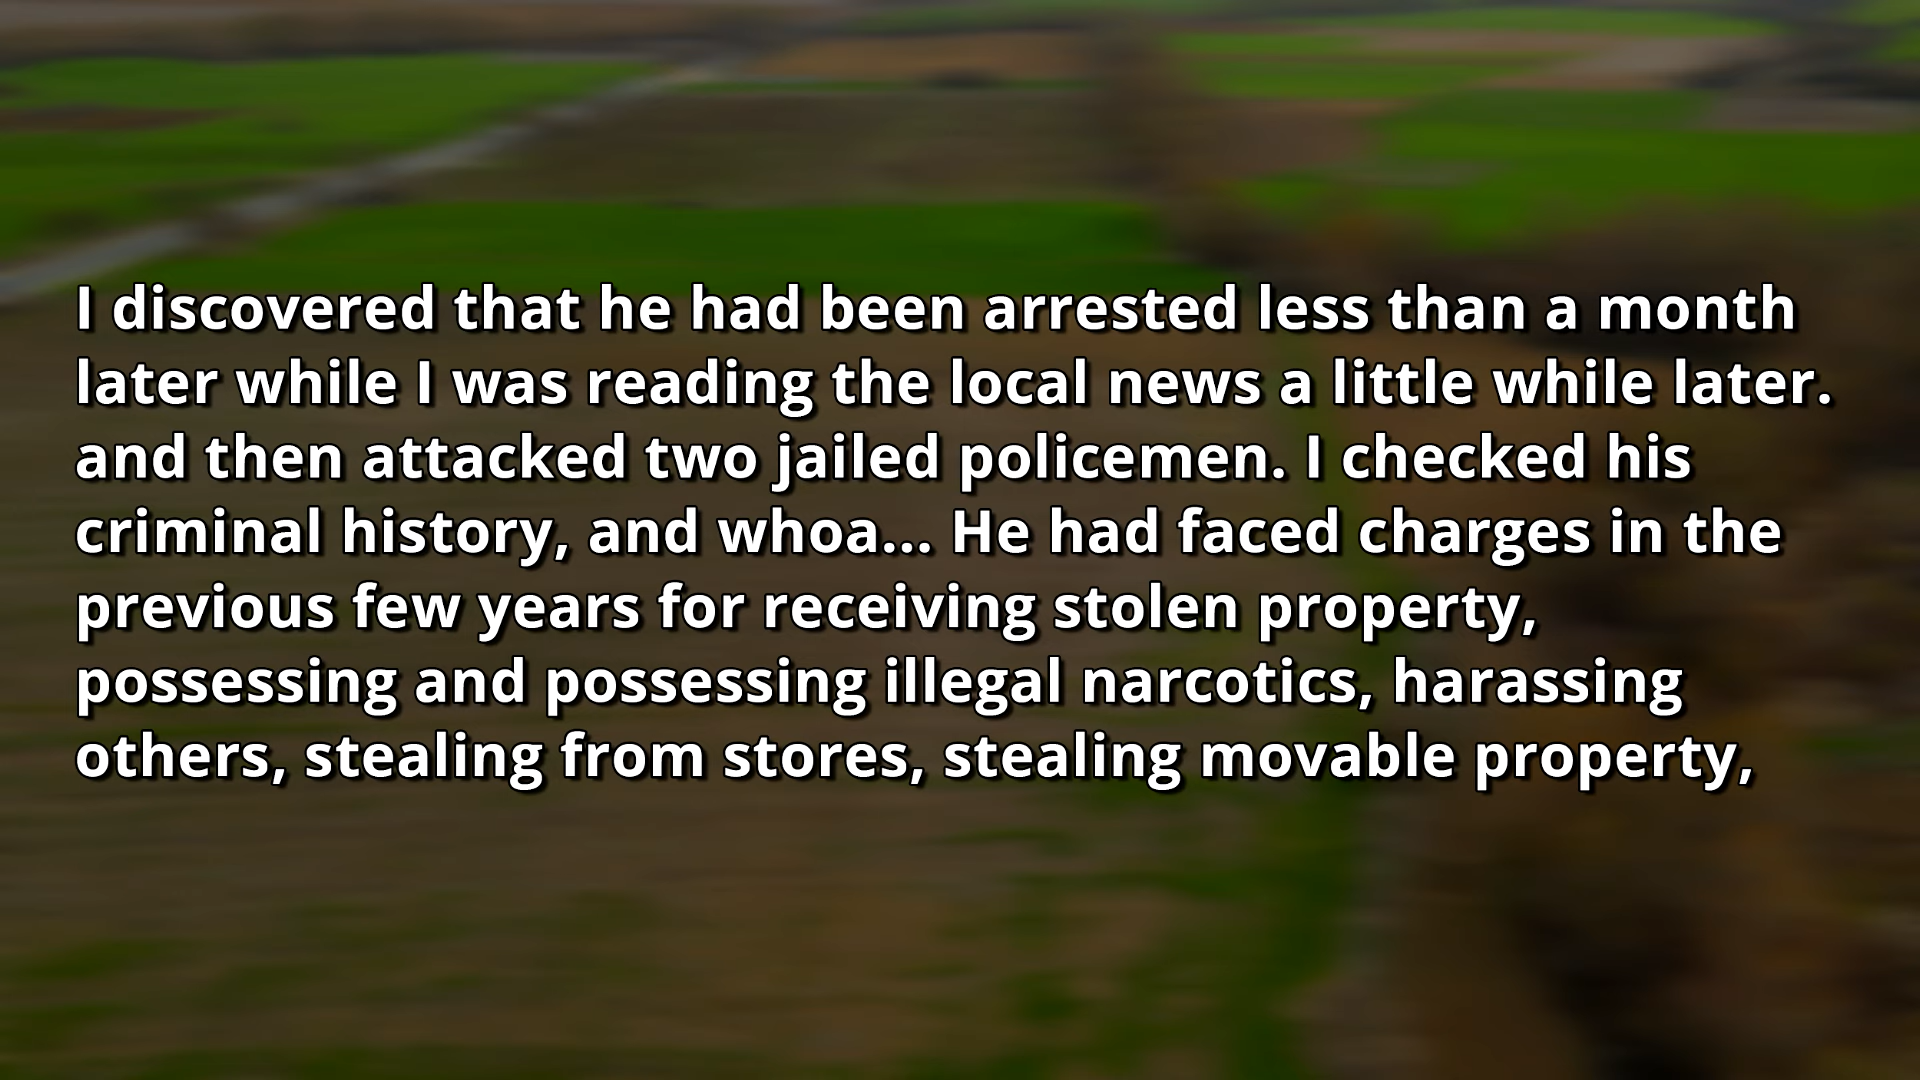 I discovered that he had been arrested less than a month
later while I was reading the local news a little while later.
and then attacked two jailed policemen. I checked his
criminal history, and whoa... He had faced charges in the
previous few years for receiving stolen property,
possessing and possessing illegal narcotics, harassing
others, stealing from stores, stealing movable property,